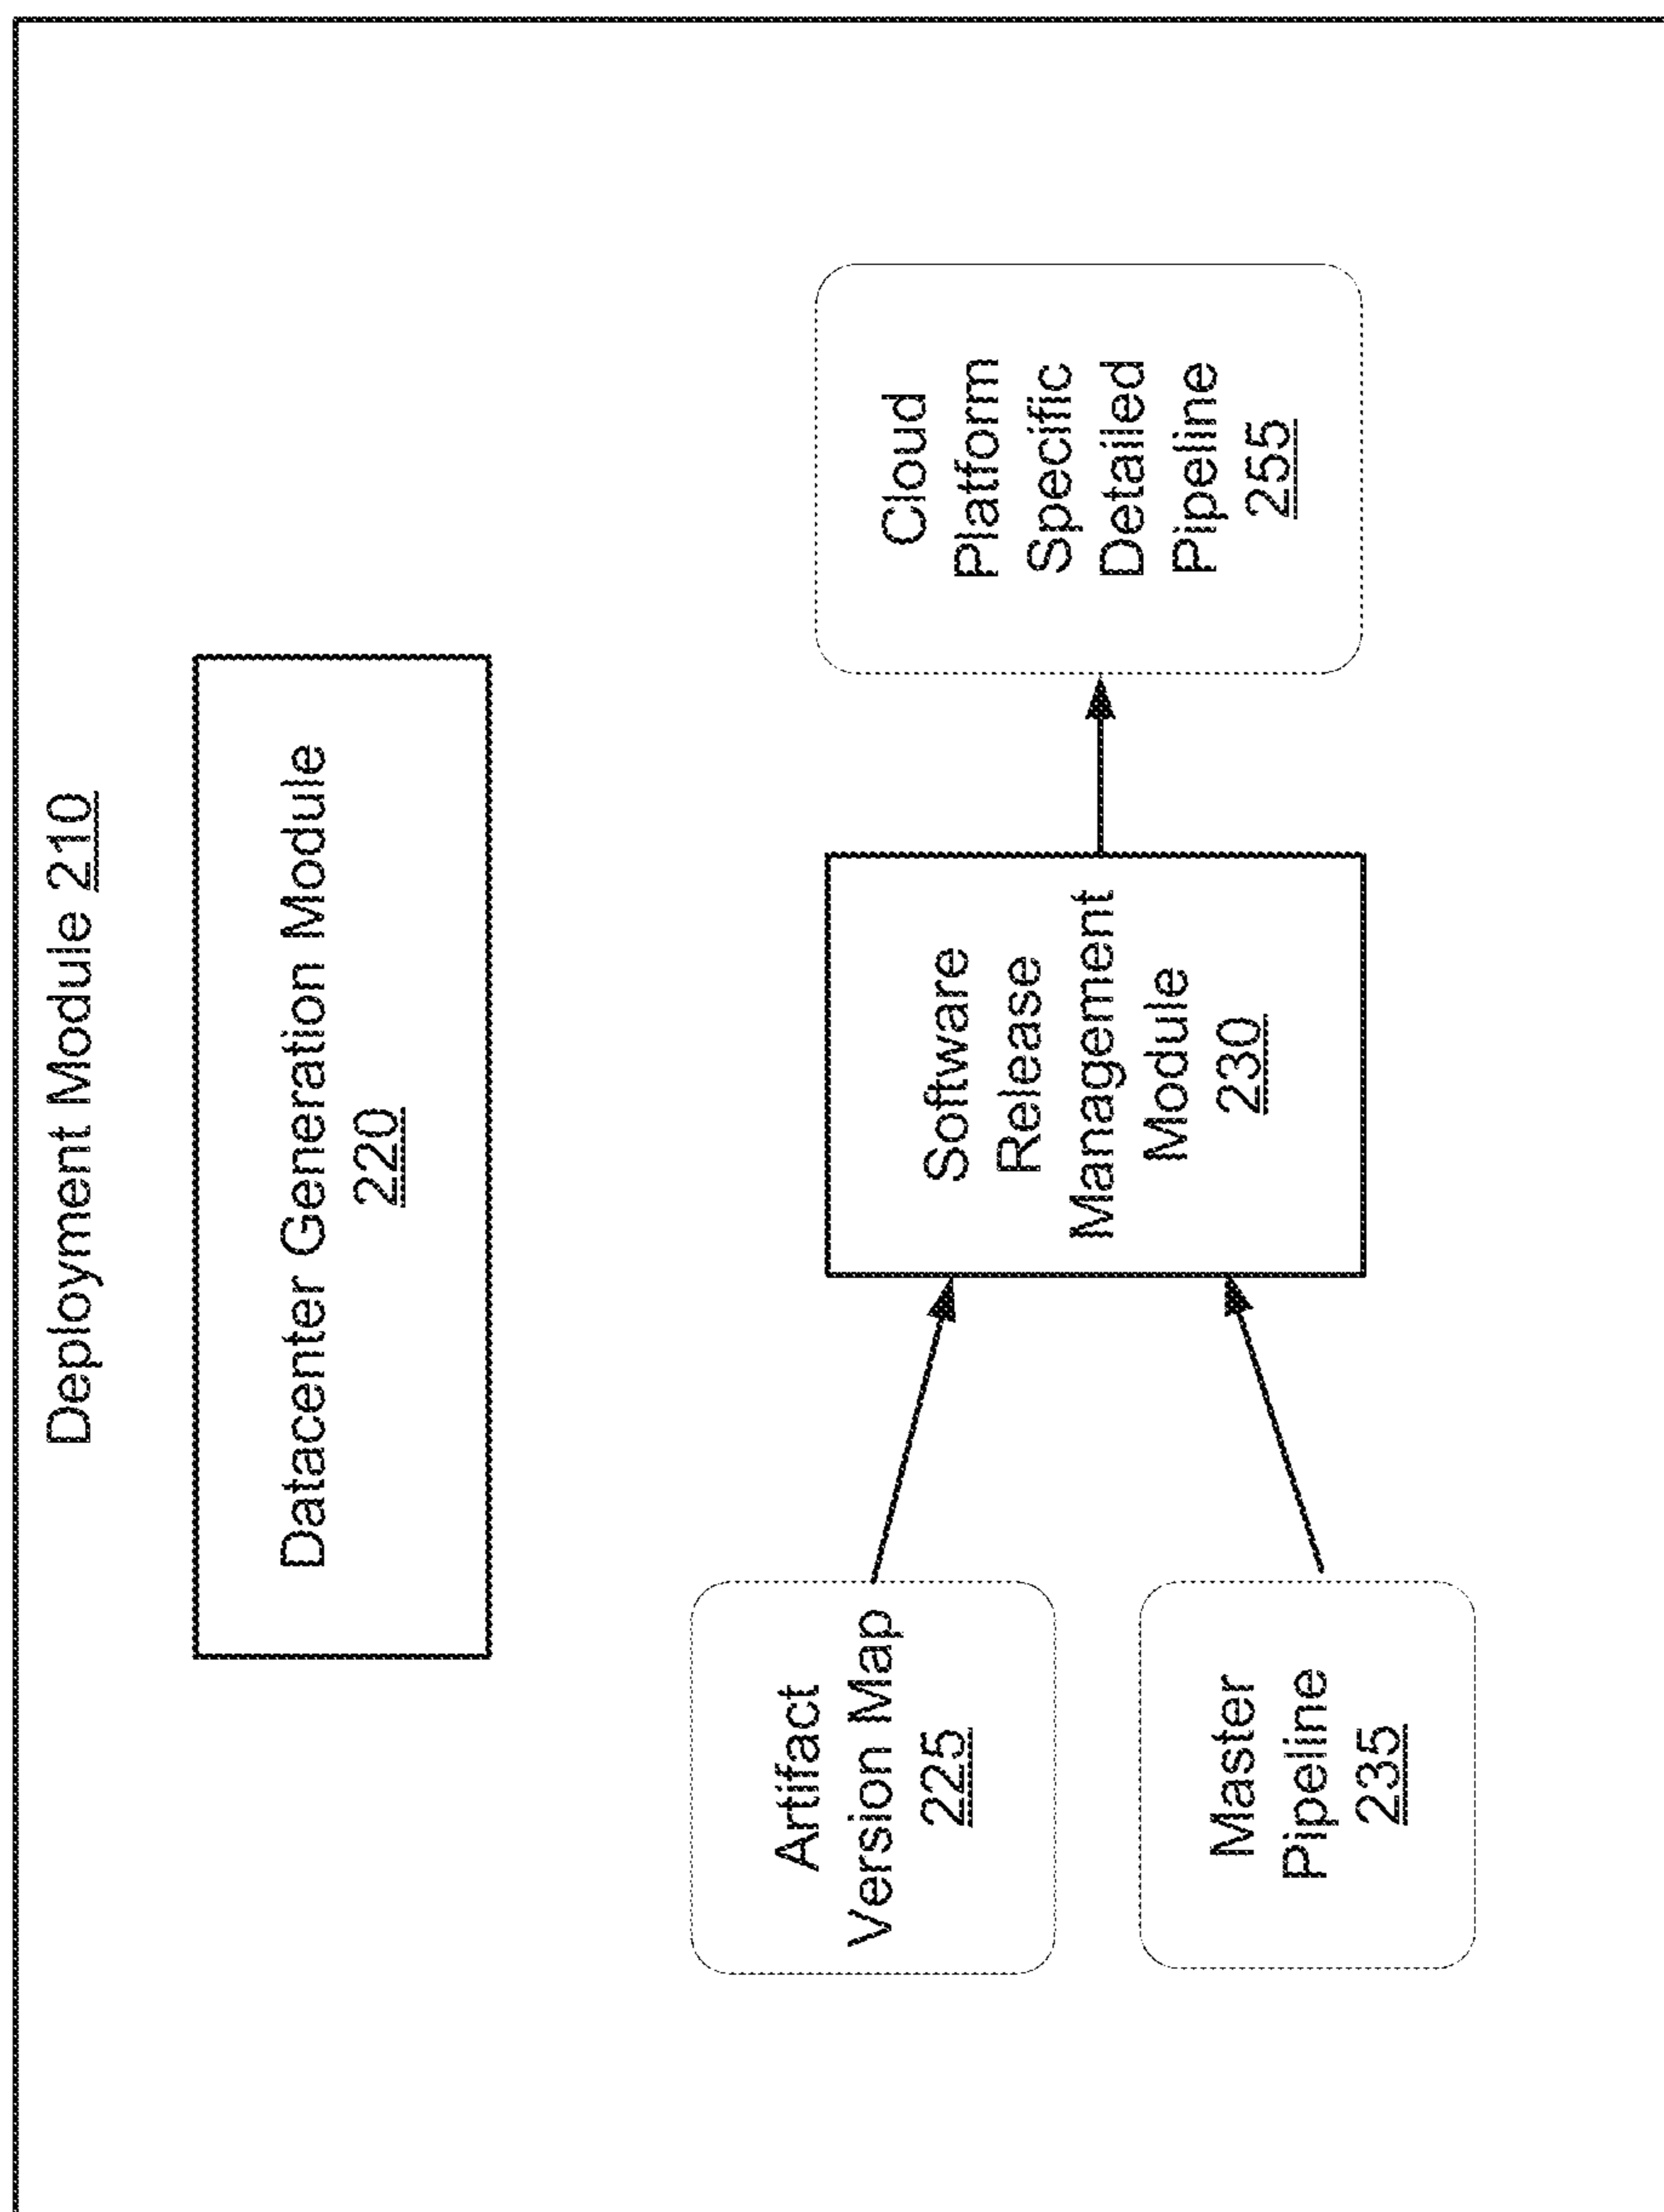 Deployment Module 210
Datacenter Generation Module
220
Artifact
Version Map
225
Master
Pipeline
235
Software
Release
Management
Module
230
Cloud
Platform
Specific
Detailed
Pipeline
255